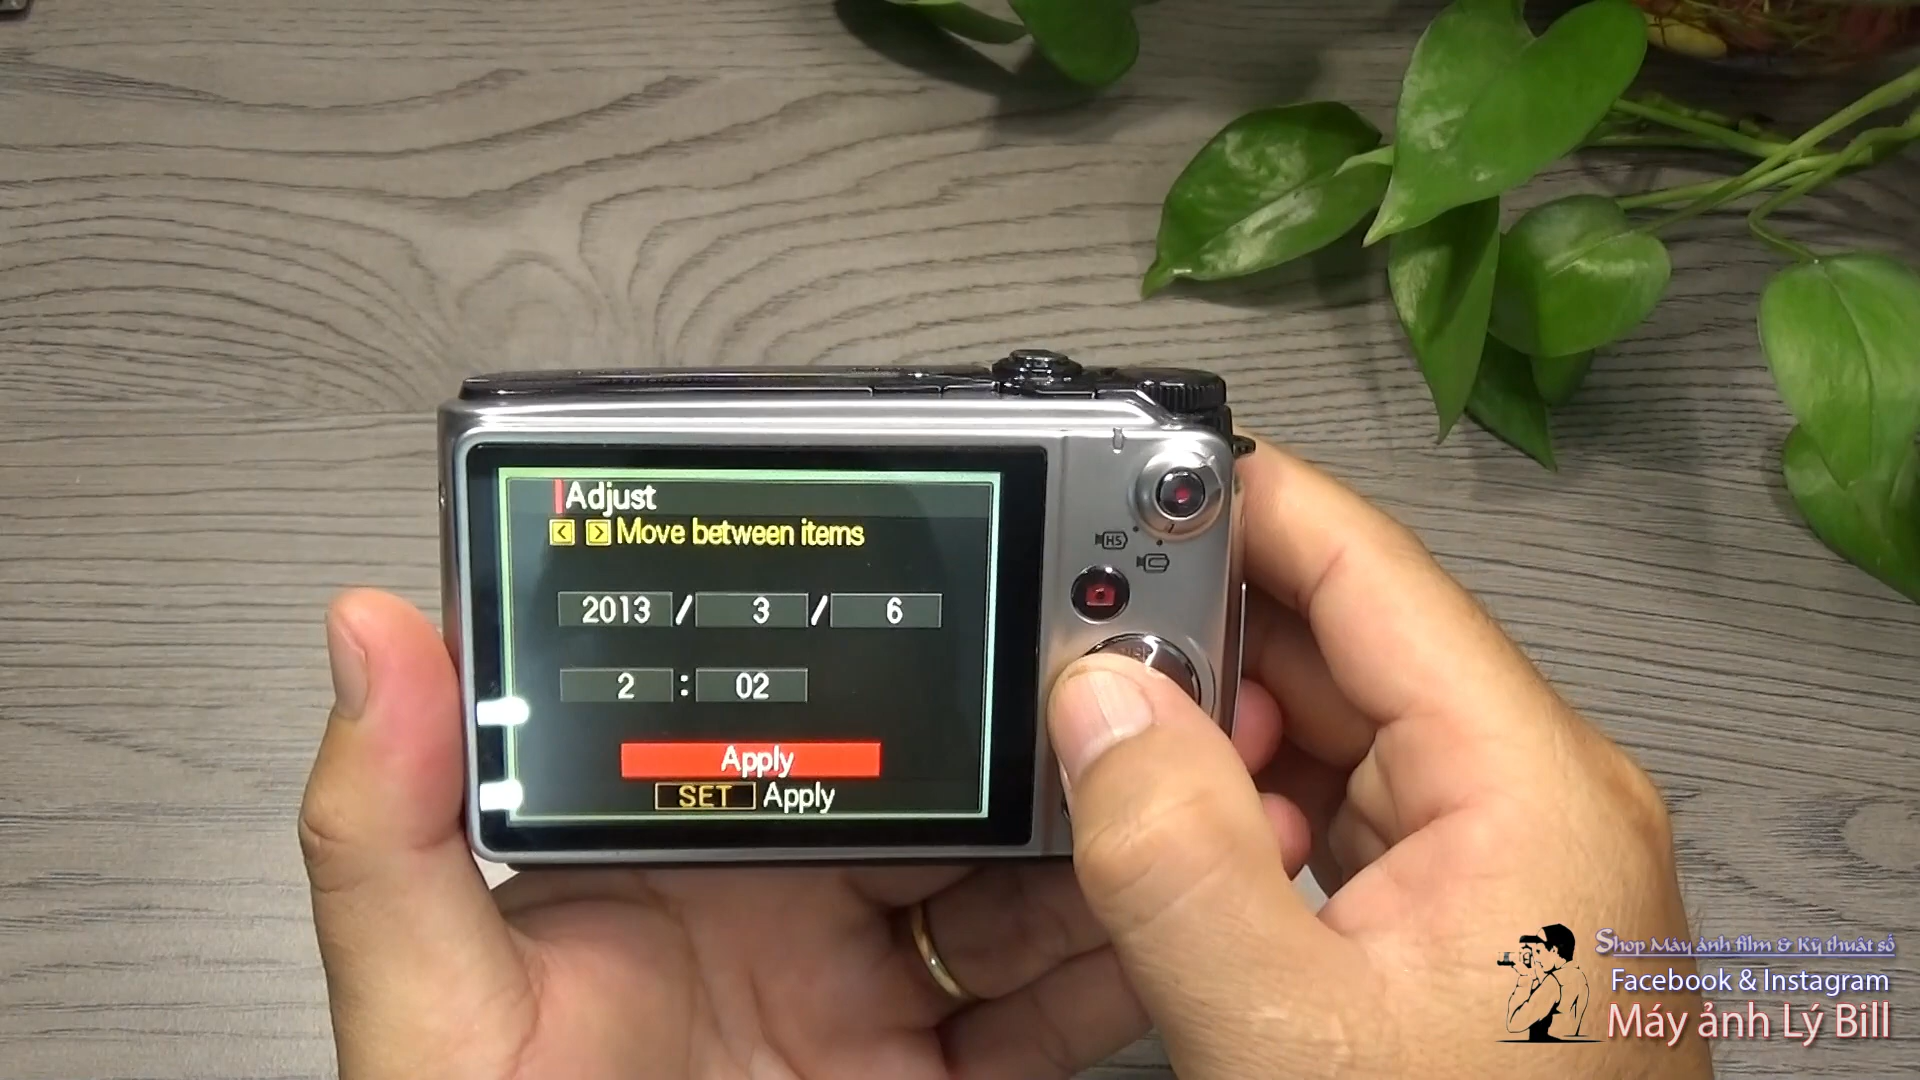 Adjust
Move between items
2013 / 3 / 6
2 : 02
Apply
SET Apply
HS
Shop Máy ảnh film & Kỹ thuật số
Facebook & Instagram
Máy ảnh Lý Bill